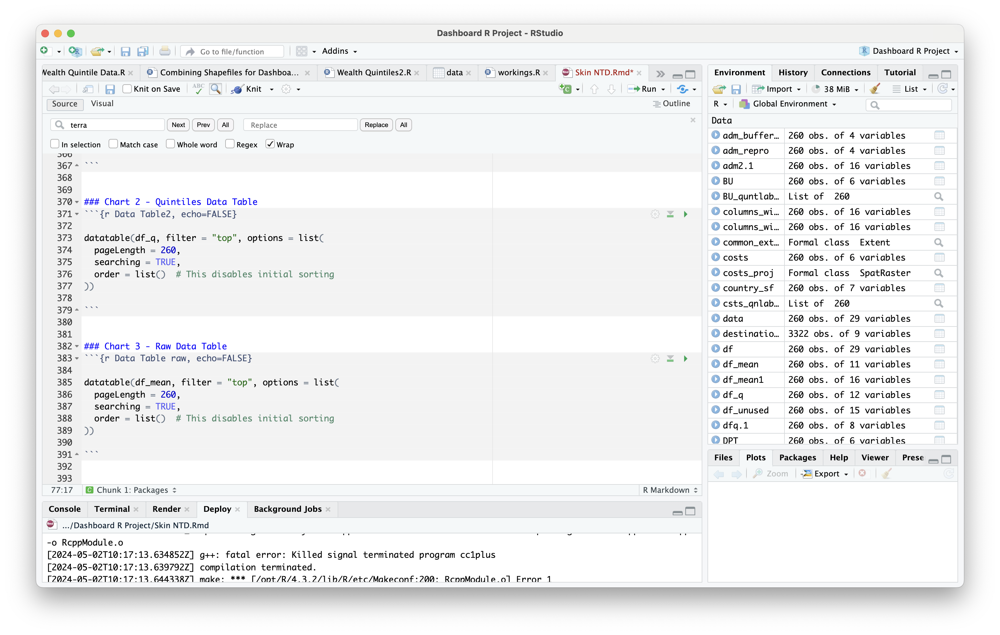 Dashboard R Project - RStudio
Go to file/function
Addins
Dashboard R Project
Wealth Quintile Data.R
Combining Shapefiles for Dashboa...
Wealth Quintiles2.R
data
workings.R
Skin NTD.Rmd*
Knit on Save
ABC
Knit
Run
Source
Visual
Outline
terra
Next
Prev
All
Replace
Replace
All
In selection
Match case
Whole word
Regex
Wrap
366
367 ```
368
369
370 ### Chart 2 - Quintiles Data Table
371 ```{r Data Table2, echo=FALSE}
372
373 datatable(df_q, filter = "top", options = list(
374   pageLength = 260,
375   searching = TRUE,
376   order = list()  # This disables initial sorting
377 ))
378
379 ```
380
381
382 ### Chart 3 - Raw Data Table
383 ```{r Data Table raw, echo=FALSE}
384
385 datatable(df_mean, filter = "top", options = list(
386   pageLength = 260,
387   searching = TRUE,
388   order = list()  # This disables initial sorting
389 ))
390
391 ```
392
393
77:17
Chunk 1: Packages
R Markdown
Console
Terminal
Render
Deploy
Background Jobs
.../Dashboard R Project/Skin NTD.Rmd
-o RcppModule.o
[2024-05-02T10:17:13.634852Z] g++: fatal error: Killed signal terminated program cc1plus
[2024-05-02T10:17:13.639792Z] compilation terminated.
[2024-05-02T10:17:13.644338Z] make: *** [/opt/R/4.3.2/lib/R/etc/Makeconf:200: RcppModule.o] Error 1
Environment
History
Connections
Tutorial
Import
38 MiB
List
R
Global Environment
Data
adm_buffer… 260 obs. of 4 variables
adm_repro 260 obs. of 4 variables
adm2.1 260 obs. of 16 variables
BU 260 obs. of 6 variables
BU_quntlab… List of  260
columns_wi… 260 obs. of 16 variables
columns_wi… 260 obs. of 16 variables
common_ext… Formal class  Extent
costs 260 obs. of 6 variables
costs_proj Formal class  SpatRaster
country_sf 260 obs. of 7 variables
csts_qnlab… List of  260
data 260 obs. of 29 variables
destinatio… 3322 obs. of 9 variables
df 260 obs. of 29 variables
df_mean 260 obs. of 11 variables
df_mean1 260 obs. of 16 variables
df_q 260 obs. of 12 variables
df_unused 260 obs. of 15 variables
dfq.1 260 obs. of 8 variables
DPT 260 obs. of 6 variables
Files
Plots
Packages
Help
Viewer
Prese
Zoom
Export